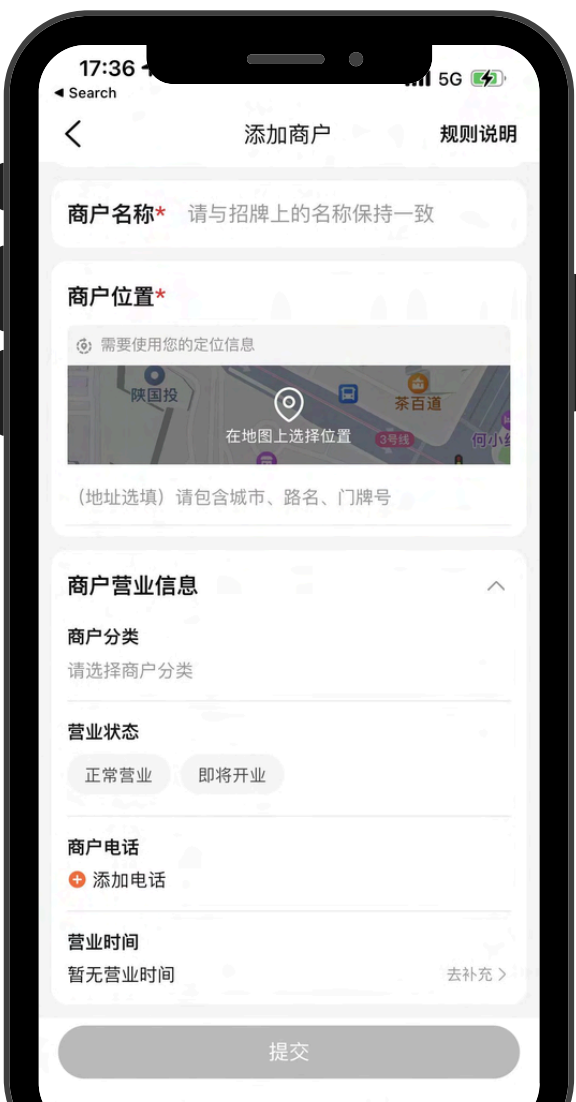 17:36
5G
Search
添加商户
规则说明
商户名称* 请与招牌上的名称保持一致
商户位置*
需要使用您的定位信息
陕国投
茶百道
在地图上选择位置
3号线
何小
（地址选填）请包含城市、路名、门牌号
商户营业信息
商户分类
请选择商户分类
营业状态
正常营业 即将开业
商户电话
添加电话
营业时间
暂无营业时间 去补充
提交